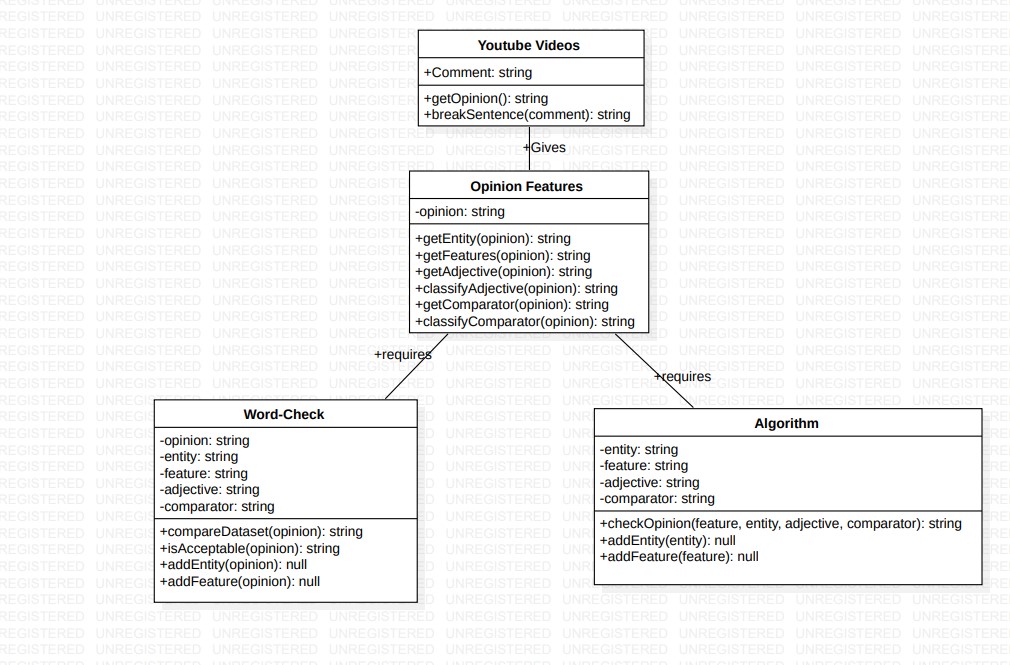 Youtube Videos
+Comment: string
+getOpinion(): string
+breakSentence(comment): string
+Gives
Opinion Features
-opinion: string
+getEntity(opinion): string
+getFeatures(opinion): string
+getAdjective(opinion): string
+classifyAdjective(opinion): string
+getComparator(opinion): string
+classifyComparator(opinion): string
+requires
+requires
Word-Check
-opinion: string
-entity: string
-feature: string
-adjective: string
-comparator: string
+compareDataset(opinion): string
+isAcceptable(opinion): string
+addEntity(opinion): null
+addFeature(opinion): null
Algorithm
-entity: string
-feature: string
-adjective: string
-comparator: string
+checkOpinion(feature, entity, adjective, comparator): string
+addEntity(entity): null
+addFeature(feature): null
UNREGISTERED